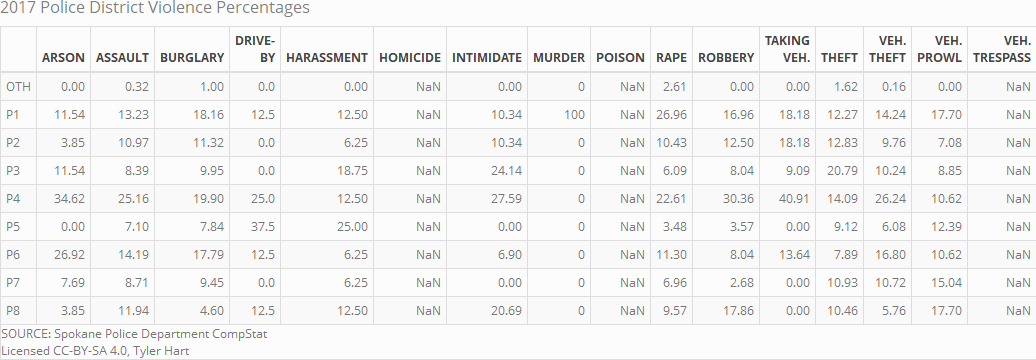 2017 Police District Violence Percentages
ARSON ASSAULT BURGLARY DRIVE-BY HARASSMENT HOMICIDE INTIMIDATE MURDER POISON RAPE ROBBERY TAKING VEH. THEFT VEH. THEFT VEH. PROWL VEH. TRESPASS
OTH 0.00 0.32 1.00 0.0 0.00 NaN 0.00 0 NaN 2.61 0.00 0.00 1.62 0.16 0.00 NaN
P1 11.54 13.23 18.16 12.5 12.50 NaN 10.34 100 NaN 26.96 16.96 18.18 12.27 14.24 17.70 NaN
P2 3.85 10.97 11.32 0.0 6.25 NaN 10.34 0 NaN 10.43 12.50 18.18 12.83 9.76 7.08 NaN
P3 11.54 8.39 9.95 0.0 18.75 NaN 24.14 0 NaN 6.09 8.04 9.09 20.79 10.24 8.85 NaN
P4 34.62 25.16 19.90 25.0 12.50 NaN 27.59 0 NaN 22.61 30.36 40.91 14.09 26.24 10.62 NaN
P5 0.00 7.10 7.84 37.5 25.00 NaN 0.00 0 NaN 3.48 3.57 0.00 9.12 6.08 12.39 NaN
P6 26.92 14.19 17.79 12.5 6.25 NaN 6.90 0 NaN 11.30 8.04 13.64 7.89 16.80 10.62 NaN
P7 7.69 8.71 9.45 0.0 6.25 NaN 0.00 0 NaN 6.96 2.68 0.00 10.93 10.72 15.04 NaN
P8 3.85 11.94 4.60 12.5 12.50 NaN 20.69 0 NaN 9.57 17.86 0.00 10.46 5.76 17.70 NaN
SOURCE: Spokane Police Department CompStat
Licensed CC-BY-SA 4.0, Tyler Hart